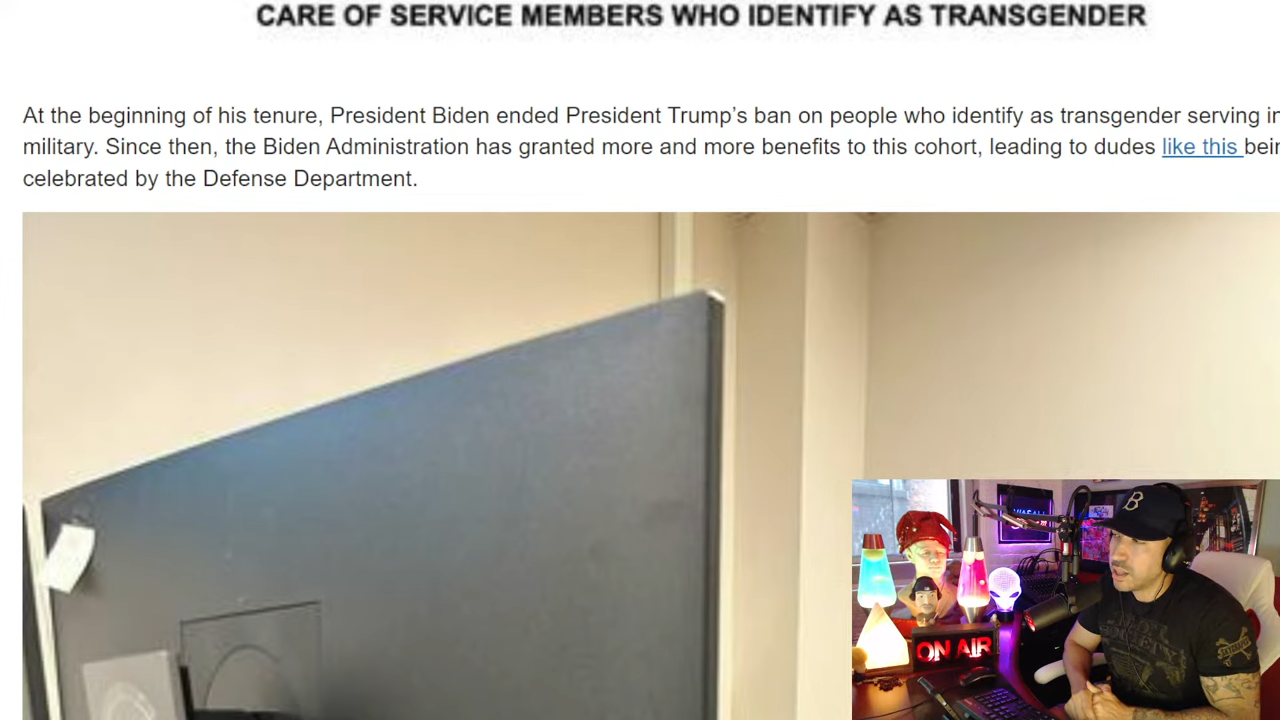 CARE OF SERVICE MEMBERS WHO IDENTIFY AS TRANSGENDER
At the beginning of his tenure, President Biden ended President Trump’s ban on people who identify as transgender serving in
military. Since then, the Biden Administration has granted more and more benefits to this cohort, leading to dudes like this bein
celebrated by the Defense Department.
B
ON AIR